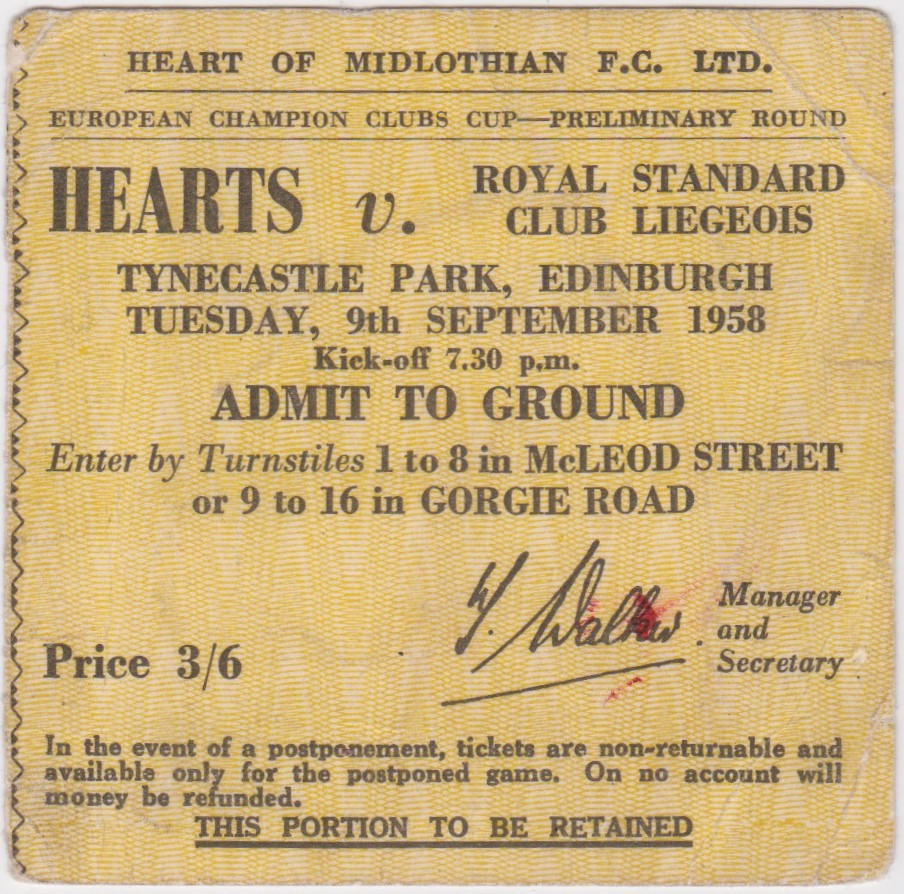 HEART OF MIDLOTHIAN F.C. LTD.
EUROPEAN CHAMPION CLUBS CUP—PRELIMINARY ROUND
HEARTS v. ROYAL STANDARD
CLUB LIEGEOIS
TYNECASTLE PARK, EDINBURGH
TUESDAY, 9th SEPTEMBER 1958
Kick-off 7.30 p.m.
ADMIT TO GROUND
Enter by Turnstiles 1 to 8 in McLEOD STREET
or 9 to 16 in GORGIE ROAD
T. Walker.
Manager
and
Secretary
Price 3/6
In the event of a postponement, tickets are non-returnable and
available only for the postponed game. On no account will
money be refunded.
THIS PORTION TO BE RETAINED